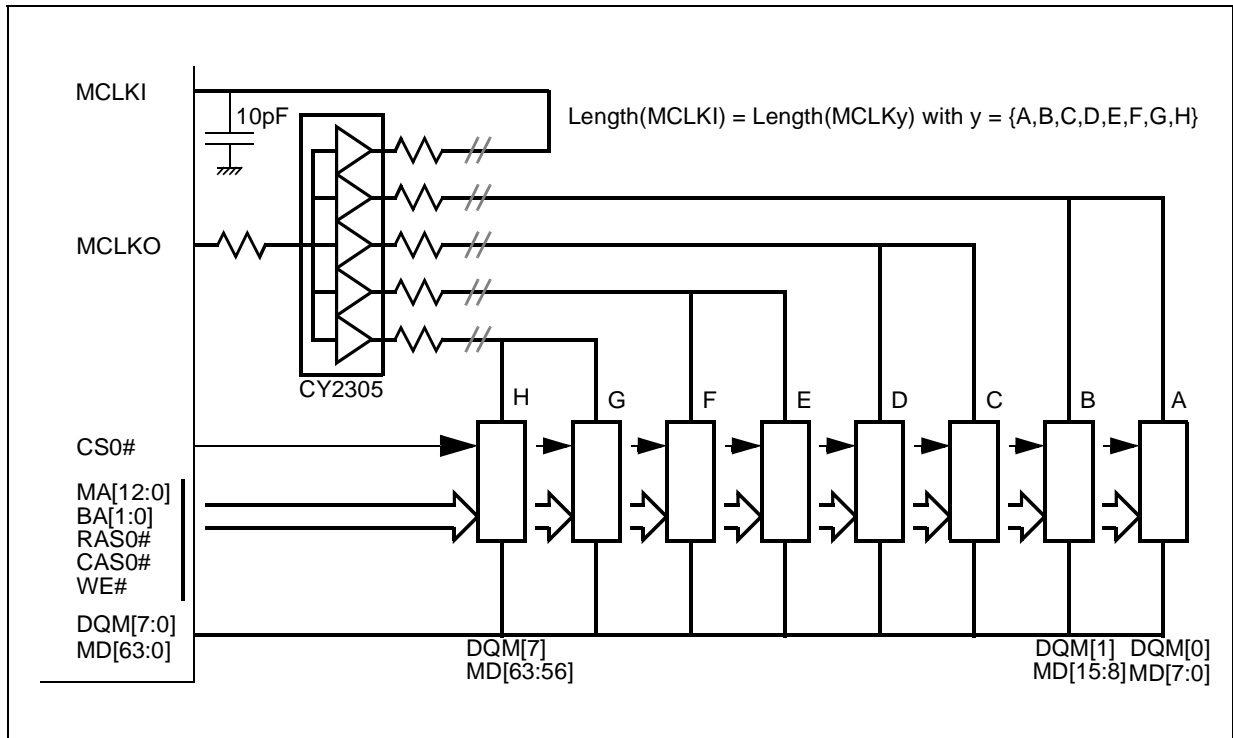 MCLKI
10pF
Length(MCLKI) = Length(MCLKy) with y = {A,B,C,D,E,F,G,H}
MCLKO
CY2305
H G F E D C B A
CS0#
MA[12:0]
BA[1:0]
RAS0#
CAS0#
WE#
DQM[7:0]
MD[63:0]
DQM[7]
MD[63:56]
DQM[1]
MD[15:8]
DQM[0]
MD[7:0]